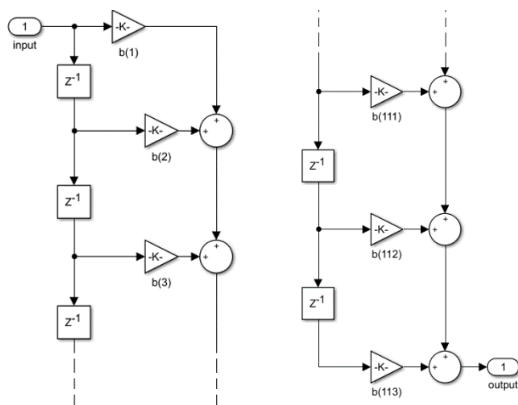 1
input
-K-
b(1)
Z-1
-K-
b(2)
+
+
Z-1
-K-
b(3)
+
+
Z-1
-K-
b(111)
+
+
Z-1
-K-
b(112)
+
+
Z-1
-K-
b(113)
+
+
1
output